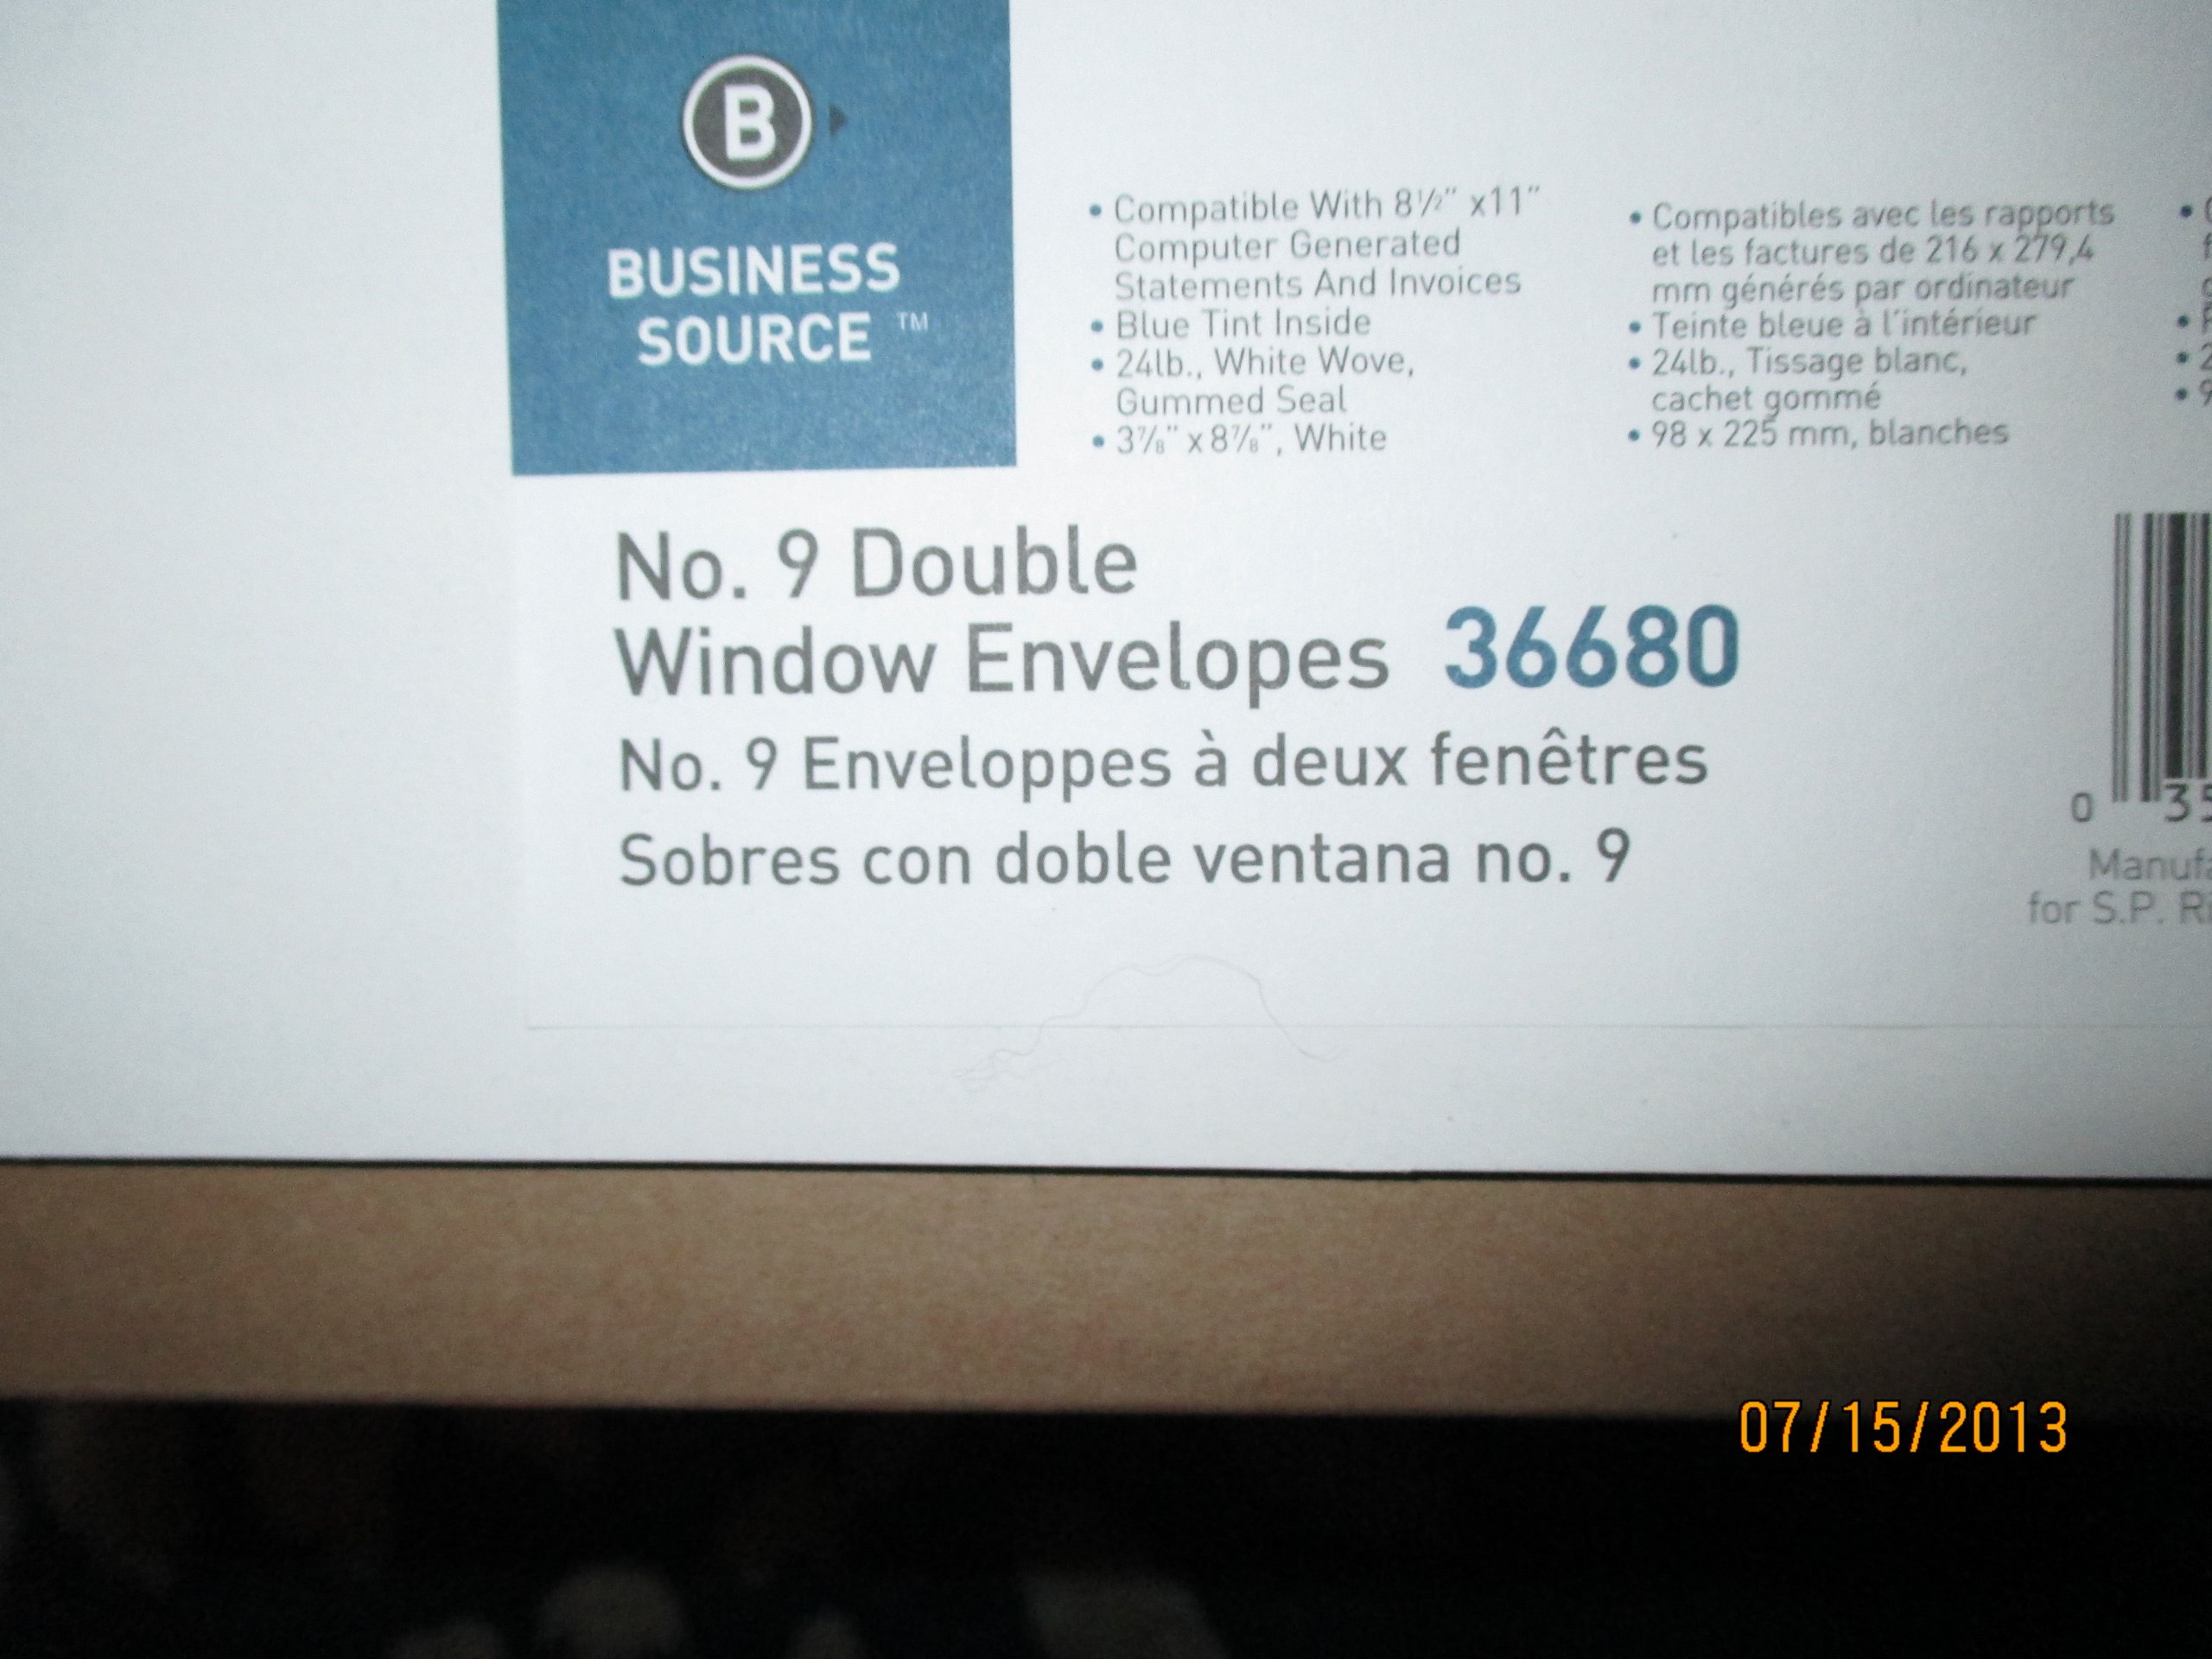 B
BUSINESS
SOURCE ™
• Compatible With 8½" x11"
Computer Generated
Statements And Invoices
• Blue Tint Inside
• 24lb., White Wove,
Gummed Seal
• 3⅞" x 8⅞", White
• Compatibles avec les rapports
et les factures de 216 x 279,4
mm générés par ordinateur
• Teinte bleue à l'intérieur
• 24lb., Tissage blanc,
cachet gommé
• 98 x 225 mm, blanches
No. 9 Double
Window Envelopes 36680
No. 9 Enveloppes à deux fenêtres
Sobres con doble ventana no. 9
0 35
for S.P.
07/15/2013